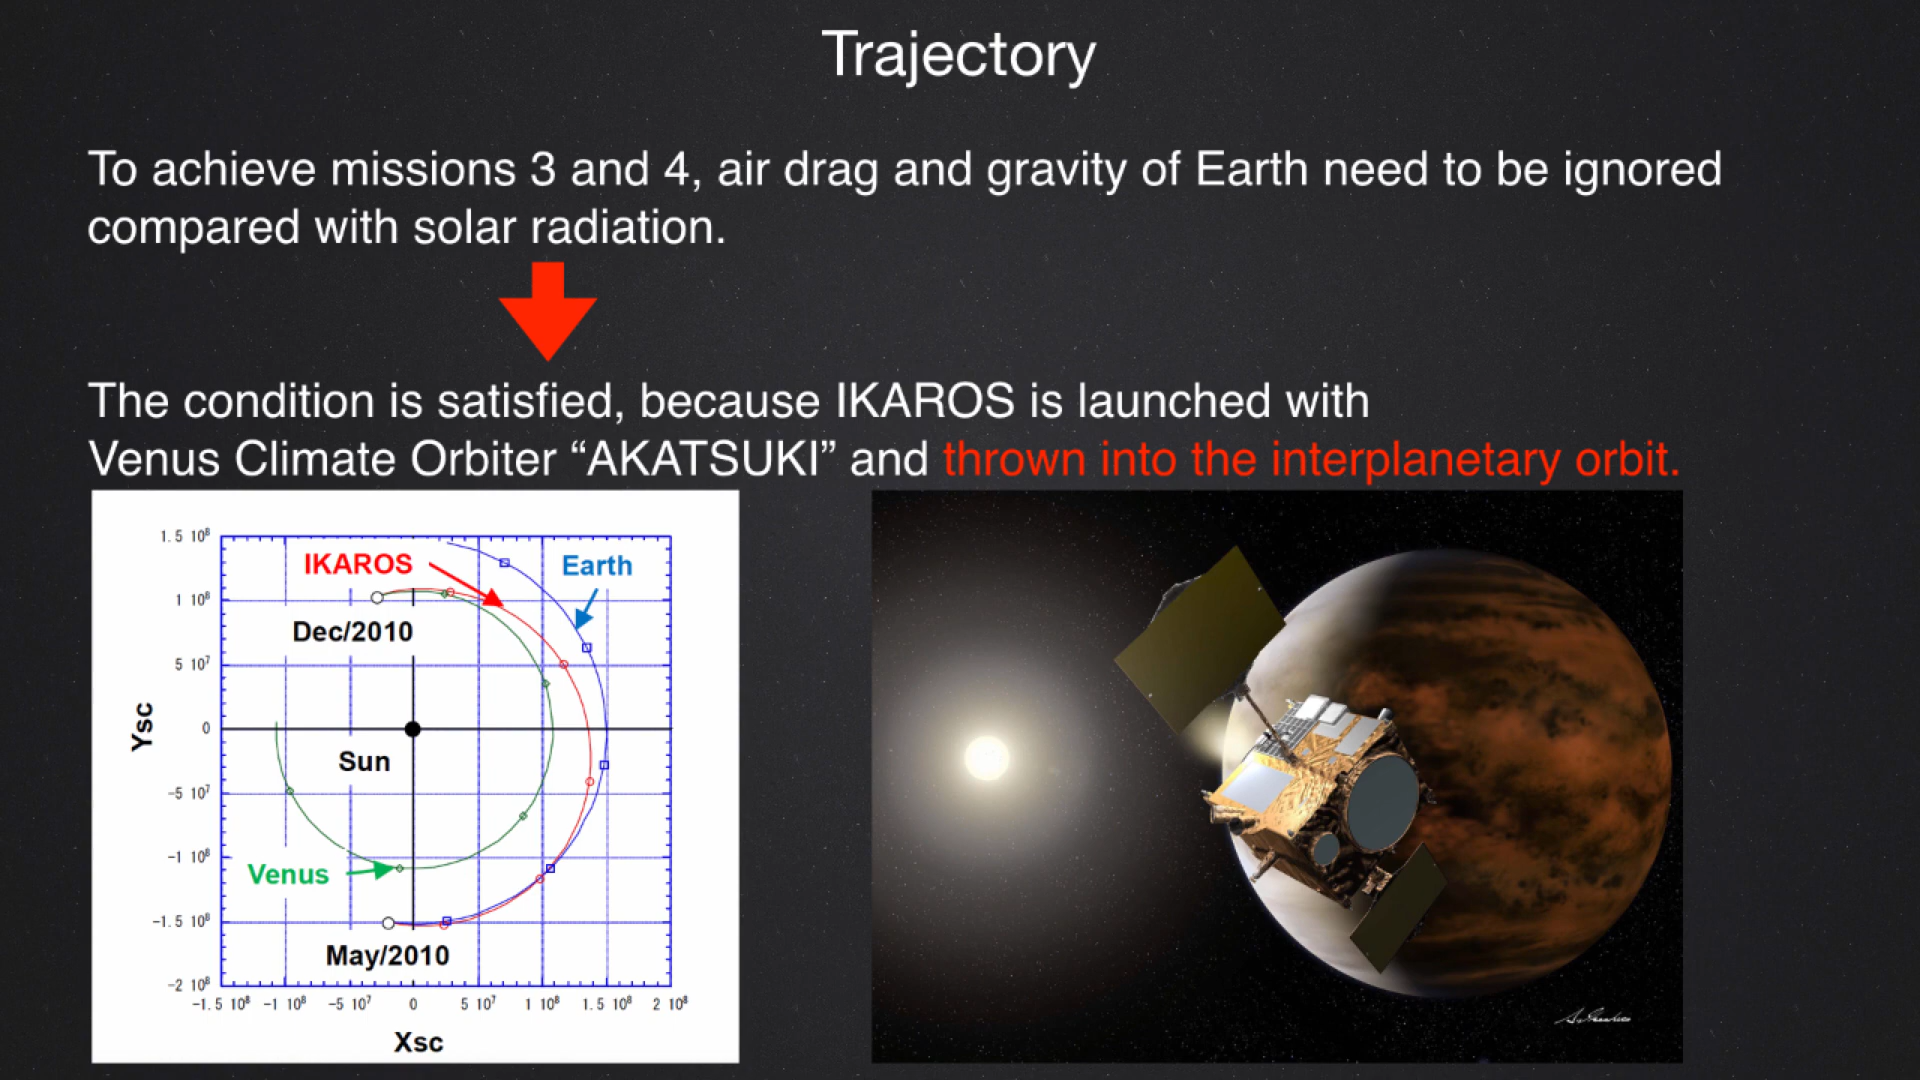 Trajectory
To achieve missions 3 and 4, air drag and gravity of Earth need to be ignored
compared with solar radiation.
The condition is satisfied, because IKAROS is launched with
Venus Climate Orbiter “AKATSUKI” and thrown into the interplanetary orbit.
1.5 10⁸
IKAROS
Earth
1 10⁸
Dec/2010
5 10⁷
Ysc
0
Sun
-5 10⁷
-1 10⁸
Venus
-1.5 10⁸
May/2010
-2 10⁸
-1.5 10⁸ -1 10⁸ -5 10⁷ 0 5 10⁷ 1 10⁸ 1.5 10⁸ 2 10⁸
Xsc